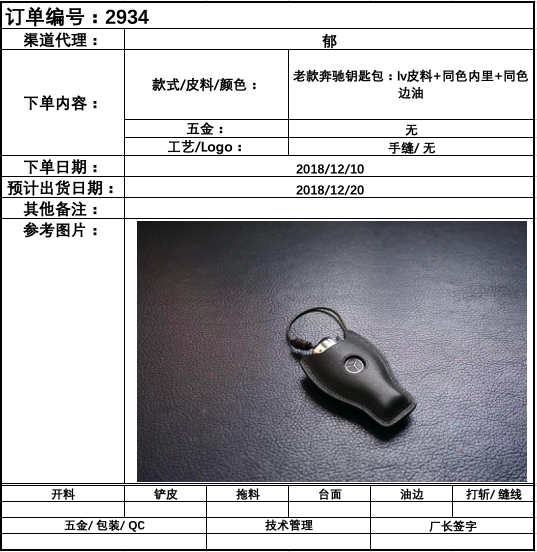 订单编号：2934
渠道代理： 郁
下单内容： 款式/皮料/颜色： 老款奔驰钥匙包：lv皮料+同色内里+同色
边油
五金： 无
工艺/Logo： 手缝/ 无
下单日期： 2018/12/10
预计出货日期： 2018/12/20
其他备注：
参考图片：
开料 铲皮 拖料 台面 油边 打斩/ 缝线
五金/ 包装/ QC 技术管理 厂长签字